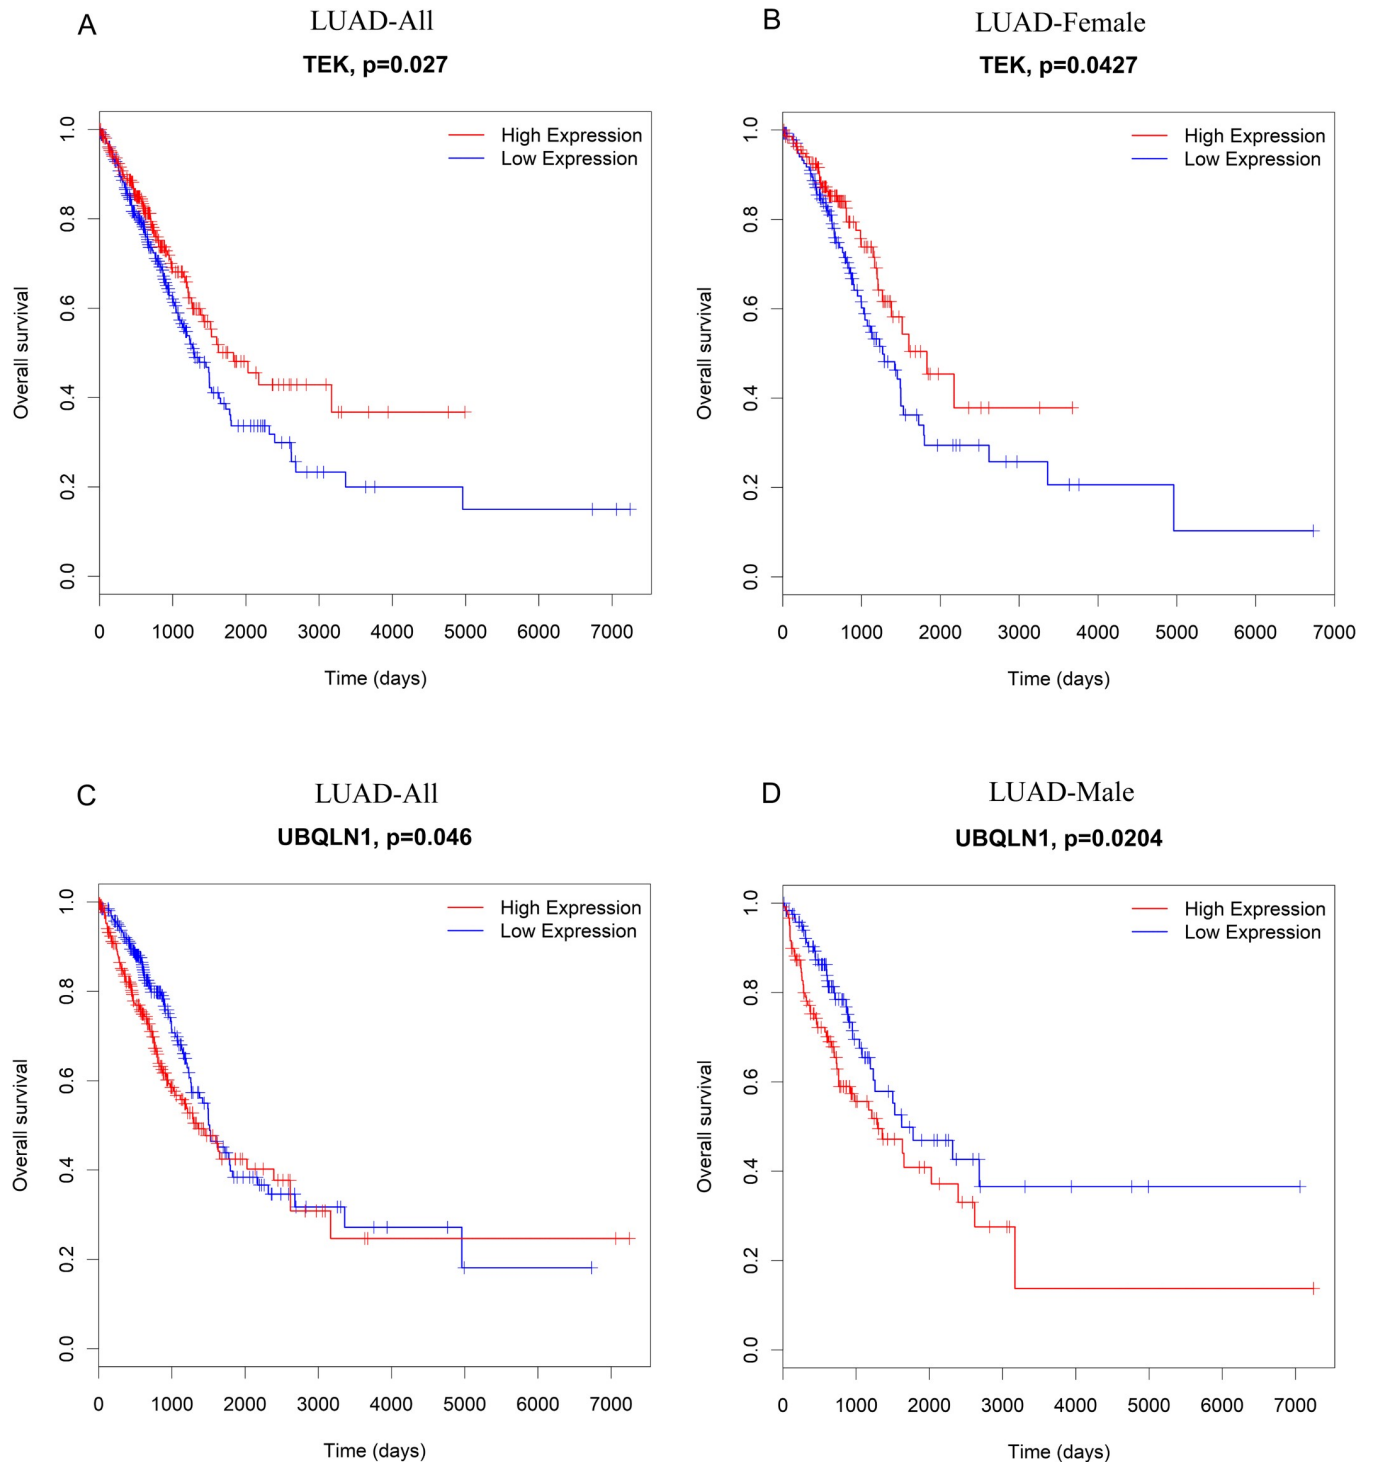 A
LUAD-All
TEK, p=0.027
High Expression
Low Expression
1.0
0.8
0.6
0.4
0.2
0.0
Overall survival
0 1000 2000 3000 4000 5000 6000 7000
Time (days)
B
LUAD-Female
TEK, p=0.0427
High Expression
Low Expression
1.0
0.8
0.6
0.4
0.2
0.0
Overall survival
0 1000 2000 3000 4000 5000 6000 7000
Time (days)
C
LUAD-All
UBQLN1, p=0.046
High Expression
Low Expression
1.0
0.8
0.6
0.4
0.2
0.0
Overall survival
0 1000 2000 3000 4000 5000 6000 7000
Time (days)
D
LUAD-Male
UBQLN1, p=0.0204
High Expression
Low Expression
1.0
0.8
0.6
0.4
0.2
0.0
Overall survival
0 1000 2000 3000 4000 5000 6000 7000
Time (days)